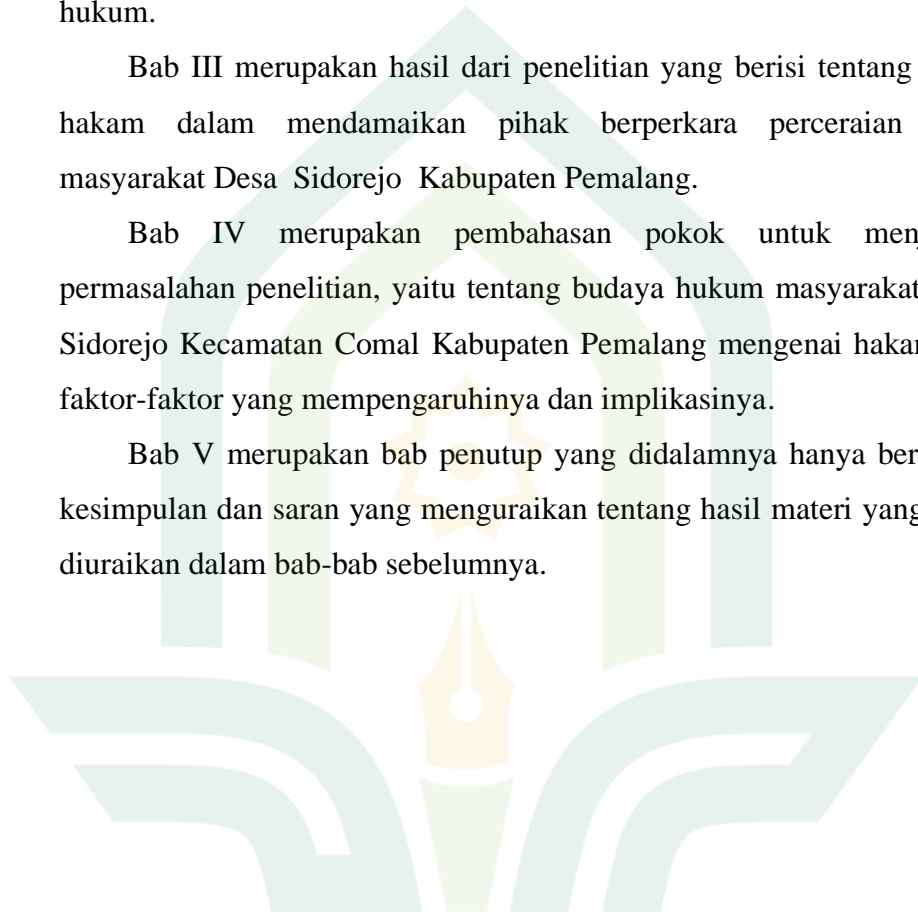 hukum.
Bab III merupakan hasil dari penelitian yang berisi tentang
hakam dalam mendamaikan pihak berperkara perceraian
masyarakat Desa Sidorejo Kabupaten Pemalang.
Bab IV merupakan pembahasan pokok untuk
permasalahan penelitian, yaitu tentang budaya hukum masyarakat
Sidorejo Kecamatan Comal Kabupaten Pemalang mengenai
faktor-faktor yang mempengaruhinya dan implikasinya.
Bab V merupakan bab penutup yang didalamnya hanya
kesimpulan dan saran yang menguraikan tentang hasil materi yang
diuraikan dalam bab-bab sebelumnya.